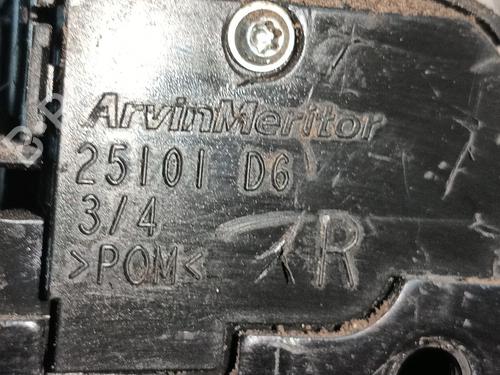 ArvinMeritor
25101 D6
3/4
>POM< R